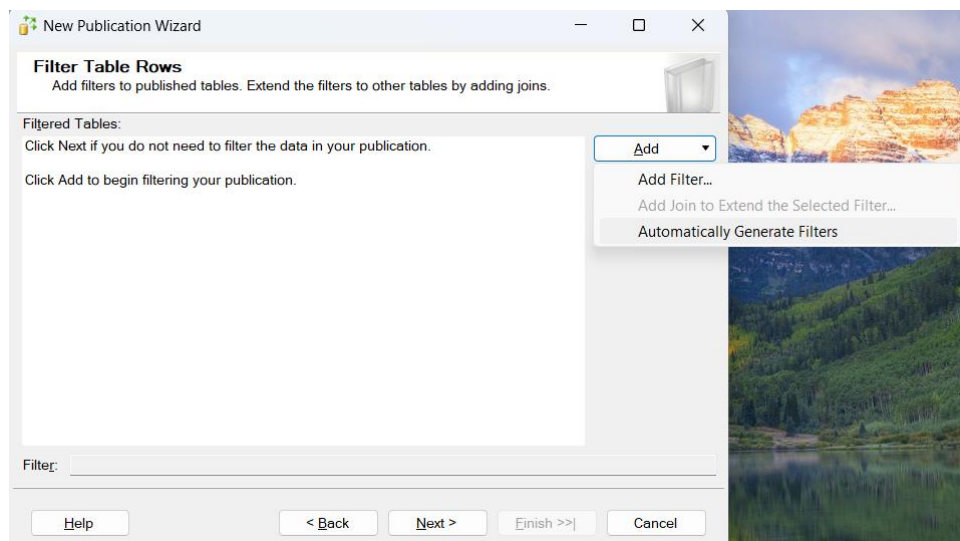 New Publication Wizard
Filter Table Rows
Add filters to published tables. Extend the filters to other tables by adding joins.
Filtered Tables:
Click Next if you do not need to filter the data in your publication.
Click Add to begin filtering your publication.
Add
Add Filter...
Add Join to Extend the Selected Filter...
Automatically Generate Filters
Filter:
Help
< Back
Next >
Finish >>|
Cancel